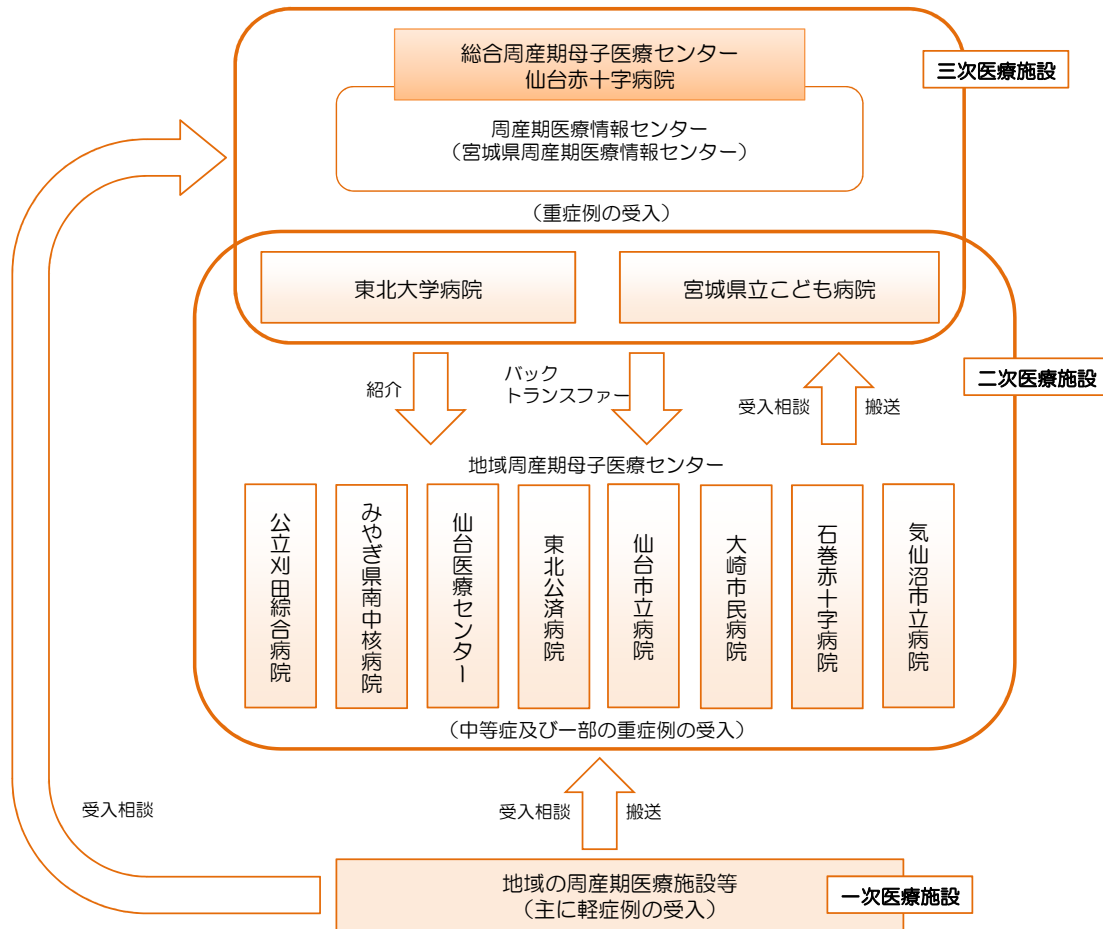 総合周産期母子医療センター
仙台赤十字病院
三次医療施設
周産期医療情報センター
（宮城県周産期医療情報センター）
（重症例の受入）
東北大学病院
宮城県立こども病院
二次医療施設
紹介
バック
トランスファー
受入相談
搬送
地域周産期母子医療センター
公立刈田綜合病院
みやぎ県南中核病院
仙台医療センター
東北公済病院
仙台市立病院
大崎市民病院
石巻赤十字病院
気仙沼市立病院
（中等症及び一部の重症例の受入）
受入相談
受入相談
搬送
地域の周産期医療施設等
（主に軽症例の受入）
一次医療施設